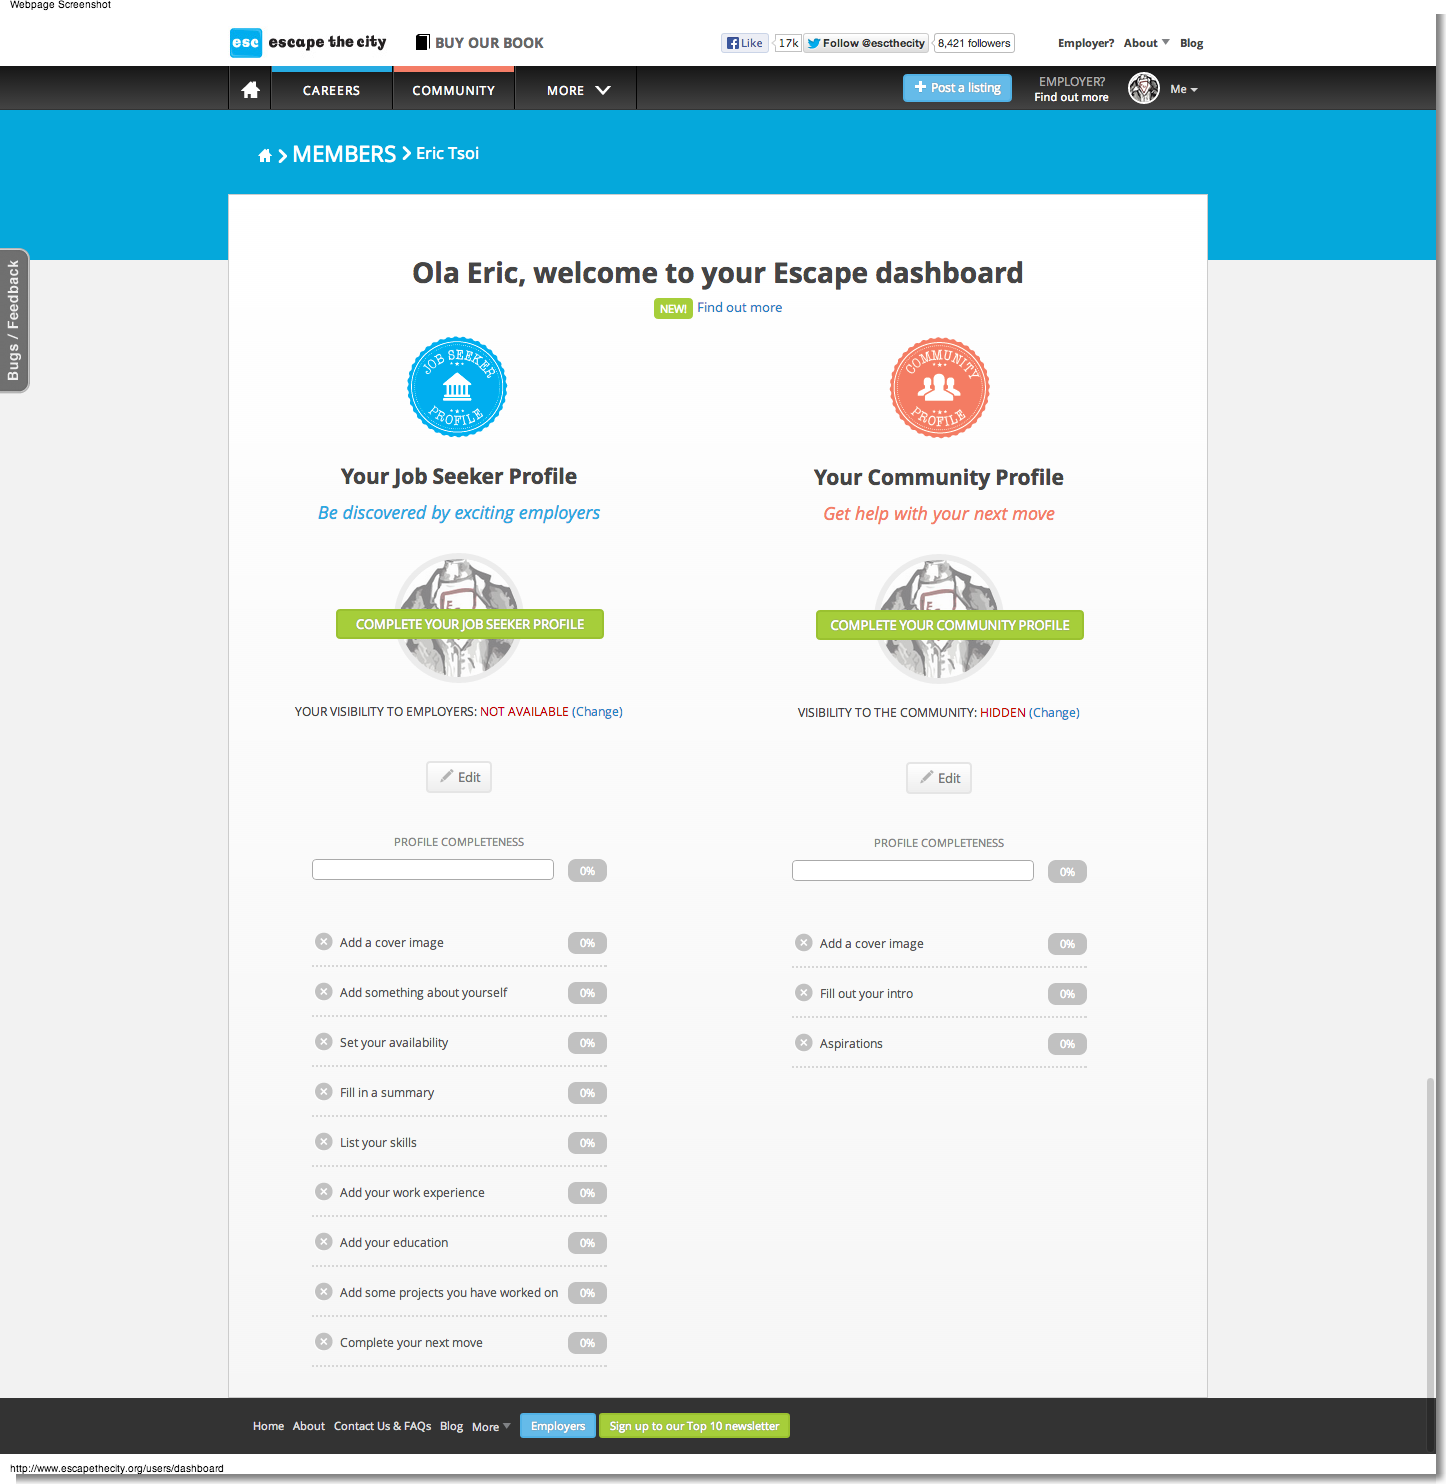 Webpage Screenshot
esc escape the city
BUY OUR BOOK
Like 17k Follow @escthecity 8,421 followers
Employer? About Blog
CAREERS COMMUNITY MORE
+ Post a listing
EMPLOYER?
Find out more
Me
MEMBERS Eric Tsoi
Bugs / Feedback
Ola Eric, welcome to your Escape dashboard
NEW! Find out more
JOB SEEKER PROFILE
COMMUNITY PROFILE
Your Job Seeker Profile
Your Community Profile
Be discovered by exciting employers
Get help with your next move
COMPLETE YOUR JOB SEEKER PROFILE
COMPLETE YOUR COMMUNITY PROFILE
YOUR VISIBILITY TO EMPLOYERS: NOT AVAILABLE (Change)
VISIBILITY TO THE COMMUNITY: HIDDEN (Change)
Edit
Edit
PROFILE COMPLETENESS
0%
Add a cover image 0%
Add something about yourself 0%
Set your availability 0%
Fill in a summary 0%
List your skills 0%
Add your work experience 0%
Add your education 0%
Add some projects you have worked on 0%
Complete your next move 0%
PROFILE COMPLETENESS
0%
Add a cover image 0%
Fill out your intro 0%
Aspirations 0%
Home About Contact Us & FAQs Blog More Employers Sign up to our Top 10 newsletter
http://www.escapethecity.org/users/dashboard